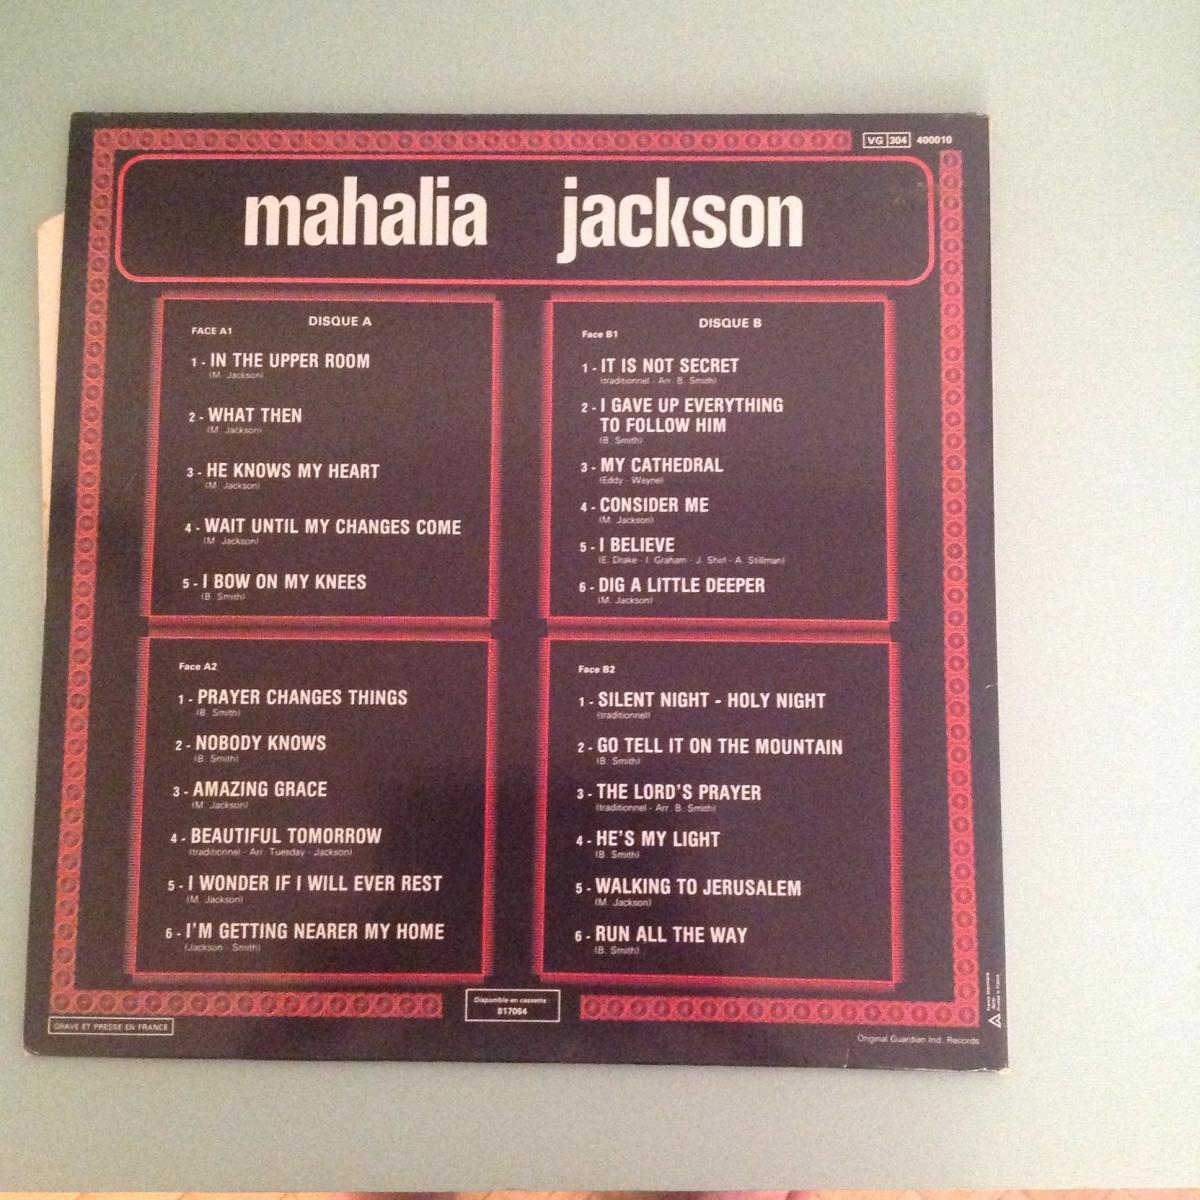 VG 304 400010
mahalia jackson
DISQUE A
FACE A1
1 - IN THE UPPER ROOM
(M. Jackson)
2 - WHAT THEN
(M. Jackson)
3 - HE KNOWS MY HEART
(M. Jackson)
4 - WAIT UNTIL MY CHANGES COME
(M. Jackson)
5 - I BOW ON MY KNEES
(B. Smith)
DISQUE B
Face B1
1 - IT IS NOT SECRET
(traditionnel - Arr. B. Smith)
2 - I GAVE UP EVERYTHING
TO FOLLOW HIM
(B. Smith)
3 - MY CATHEDRAL
(Eddy - Wayne)
4 - CONSIDER ME
(M. Jackson)
5 - I BELIEVE
(E. Drake - I. Graham - J. Shirl - A. Stillman)
6 - DIG A LITTLE DEEPER
(M. Jackson)
Face A2
1 - PRAYER CHANGES THINGS
(B. Smith)
2 - NOBODY KNOWS
(B. Smith)
3 - AMAZING GRACE
(M. Jackson)
4 - BEAUTIFUL TOMORROW
(traditionnel - Arr. Tuesday - Jackson)
5 - I WONDER IF I WILL EVER REST
(M. Jackson)
6 - I'M GETTING NEARER MY HOME
(Jackson - Smith)
Face B2
1 - SILENT NIGHT - HOLY NIGHT
(traditionnel)
2 - GO TELL IT ON THE MOUNTAIN
(B. Smith)
3 - THE LORD'S PRAYER
(traditionnel - Arr. B. Smith)
4 - HE'S MY LIGHT
(B. Smith)
5 - WALKING TO JERUSALEM
(M. Jackson)
6 - RUN ALL THE WAY
(B. Smith)
Disponible en cassette :
817064
GRAVE ET PRESSE EN FRANCE
Original Guardian Ind. Records